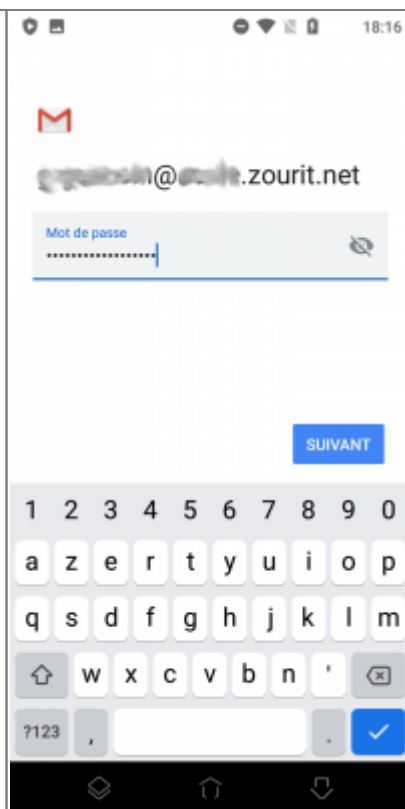 18:16
@ .zourit.net
Mot de passe
••••••••••••••••••
SUIVANT
1 2 3 4 5 6 7 8 9 0
a z e r t y u i o p
q s d f g h j k l m
w x c v b n '
?123 , .